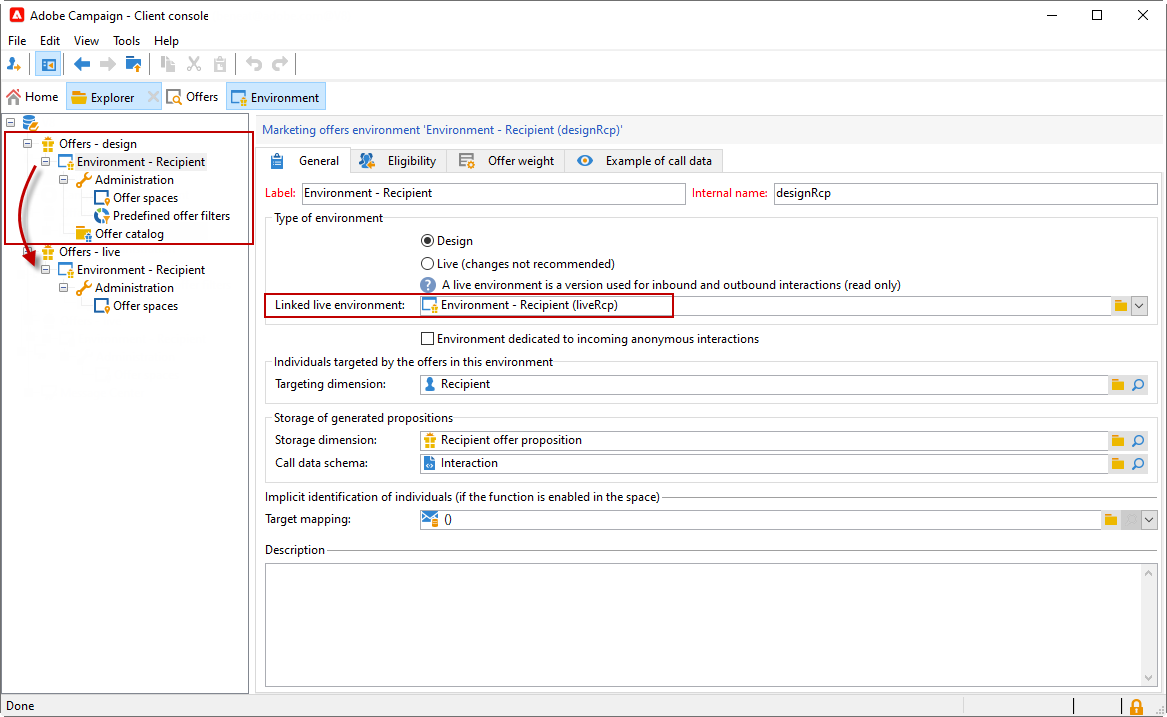 Adobe Campaign - Client console
File Edit View Tools Help
Home Explorer Offers Environment
Offers - design
Environment - Recipient
Administration
Offer spaces
Predefined offer filters
Offer catalog
Offers - live
Environment - Recipient
Administration
Offer spaces
Marketing offers environment 'Environment - Recipient (designRcp)'
General Eligibility Offer weight Example of call data
Label: Environment - Recipient Internal name: designRcp
Type of environment
Design
Live (changes not recommended)
? A live environment is a version used for inbound and outbound interactions (read only)
Linked live environment: Environment - Recipient (liveRcp)
Environment dedicated to incoming anonymous interactions
Individuals targeted by the offers in this environment
Targeting dimension: Recipient
Storage of generated propositions
Storage dimension: Recipient offer proposition
Call data schema: Interaction
Implicit identification of individuals (if the function is enabled in the space)
Target mapping: ()
Description
Done